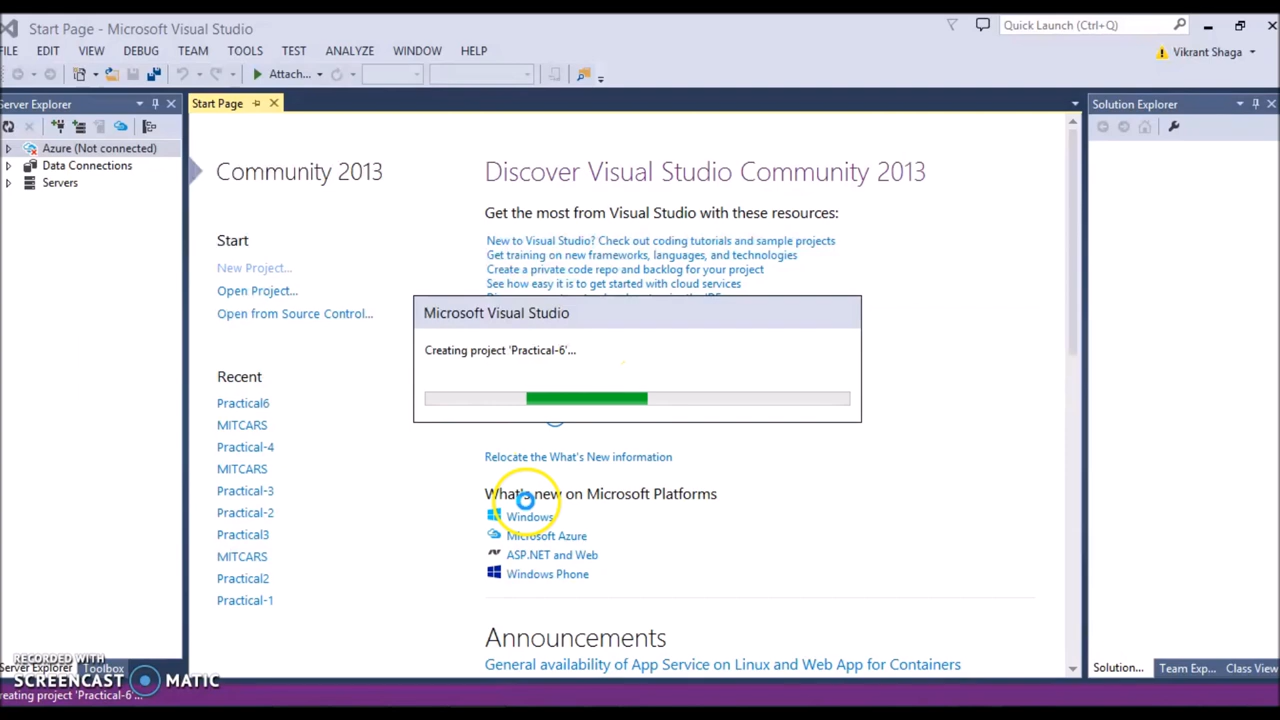 Start Page - Microsoft Visual Studio
Quick Launch (Ctrl+Q)
FILE EDIT VIEW DEBUG TEAM TOOLS TEST ANALYZE WINDOW HELP
Vikrant Shaga
Attach...
Server Explorer
Start Page
Solution Explorer
Azure (Not connected)
Data Connections
Servers
Community 2013
Discover Visual Studio Community 2013
Get the most from Visual Studio with these resources:
Start
New to Visual Studio? Check out coding tutorials and sample projects
Get training on new frameworks, languages, and technologies
New Project...
Create a private code repo and backlog for your project
See how easy it is to get started with cloud services
Open Project...
Open from Source Control...
Microsoft Visual Studio
Creating project 'Practical-6'...
Recent
Practical6
MITCARS
Practical-4
MITCARS
Practical-3
Practical-2
Practical3
MITCARS
Practical2
Practical-1
Relocate the What's New information
What's new on Microsoft Platforms
Windows
Microsoft Azure
ASP.NET and Web
Windows Phone
Announcements
General availability of App Service on Linux and Web App for Containers
Server Explorer Toolbox
Solution... Team Exp... Class View
RECORDED WITH
SCREENCAST MATIC
Creating project 'Practical-6'...